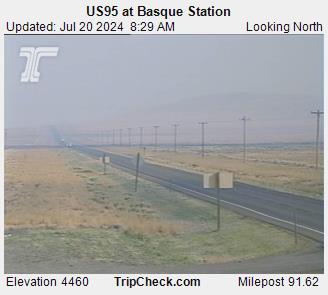 US95 at Basque Station
Updated: Jul 20 2024 8:29 AM Looking North
Elevation 4460 TripCheck.com Milepost 91.62